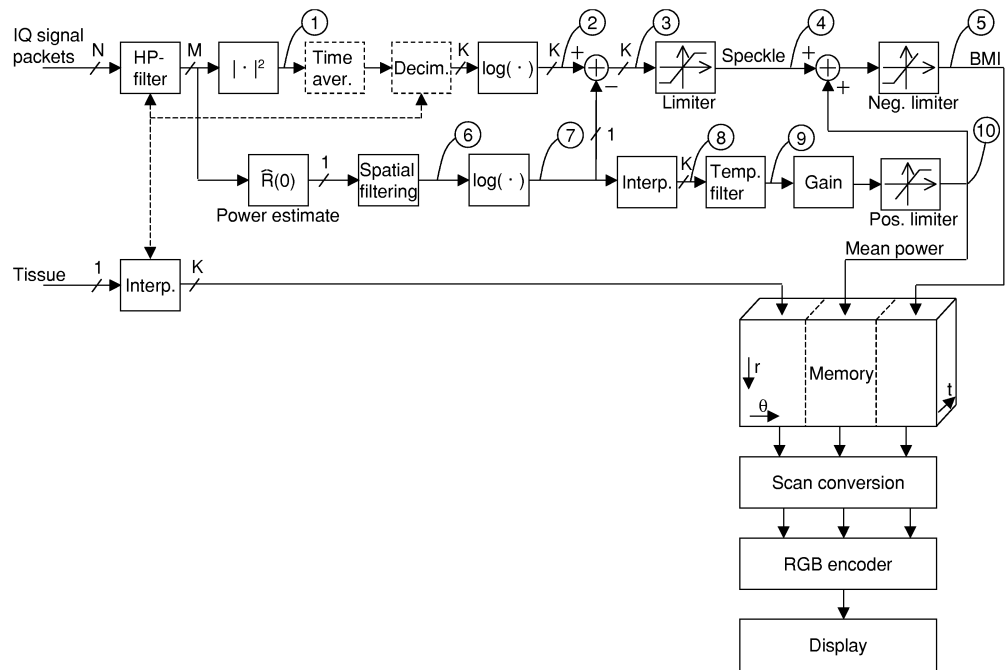 IQ signal
packets
N
HP-
filter
M
| · |²
1
Time
aver.
Decim.
K
log( · )
K
2
+
−
K
3
Limiter
Speckle
4
+
+
Neg. limiter
5
BMI
R̂(0)
Power estimate
1
Spatial
filtering
6
log( · )
7
1
Interp.
K
8
Temp.
filter
9
Gain
Pos. limiter
10
Mean power
Tissue
1
Interp.
K
r
θ
Memory
t
Scan conversion
RGB encoder
Display